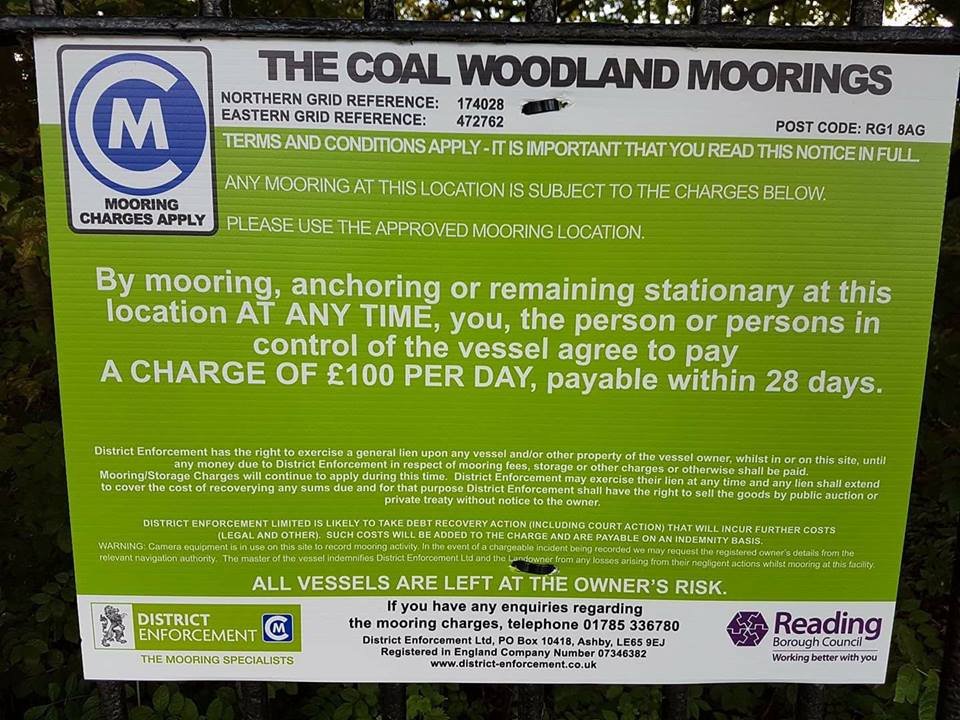 THE COAL WOODLAND MOORINGS
NORTHERN GRID REFERENCE: 174028
EASTERN GRID REFERENCE: 472762
POST CODE: RG1 8AG
CM
MOORING
CHARGES APPLY
TERMS AND CONDITIONS APPLY - IT IS IMPORTANT THAT YOU READ THIS NOTICE IN FULL.
ANY MOORING AT THIS LOCATION IS SUBJECT TO THE CHARGES BELOW.
PLEASE USE THE APPROVED MOORING LOCATION.
By mooring, anchoring or remaining stationary at this
location AT ANY TIME, you, the person or persons in
control of the vessel agree to pay
A CHARGE OF £100 PER DAY, payable within 28 days.
District Enforcement has the right to exercise a general lien upon any vessel and/or other property of the vessel owner, whilst in or on this site, until
any money due to District Enforcement in respect of mooring fees, storage or other charges or otherwise shall be paid.
Mooring/Storage Charges will continue to apply during this time. District Enforcement may exercise their lien at any time and any lien shall extend
to cover the cost of recoverying any sums due and for that purpose District Enforcement shall have the right to sell the goods by public auction or
private treaty without notice to the owner.
DISTRICT ENFORCEMENT LIMITED IS LIKELY TO TAKE DEBT RECOVERY ACTION (INCLUDING COURT ACTION) THAT WILL INCUR FURTHER COSTS
(LEGAL AND OTHER). SUCH COSTS WILL BE ADDED TO THE CHARGE AND ARE PAYABLE ON AN INDEMNITY BASIS.
WARNING: Camera equipment is in use on this site to record mooring activity. In the event of a chargeable incident being recorded we may request the registered owner's details from the
relevant navigation authority. The master of the vessel indemnifies District Enforcement Ltd and the Landowner from any losses arising from their negligent actions whilst mooring at this facility.
ALL VESSELS ARE LEFT AT THE OWNER'S RISK.
DISTRICT
ENFORCEMENT CM
THE MOORING SPECIALISTS
If you have any enquiries regarding
the mooring charges, telephone 01785 336780
District Enforcement Ltd, PO Box 10418, Ashby, LE65 9EJ
Registered in England Company Number 07346382
www.district-enforcement.co.uk
Reading
Borough Council
Working better with you